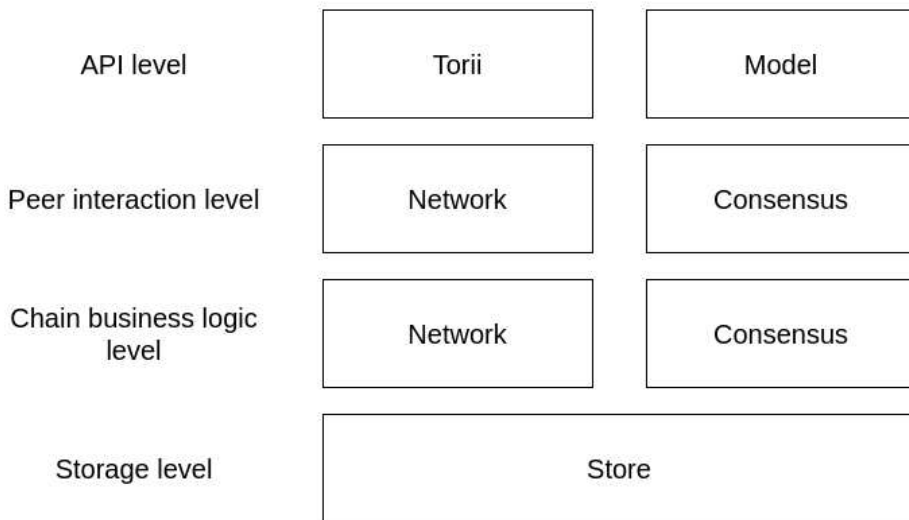 API level
Torii
Model
Peer interaction level
Network
Consensus
Chain business logic
level
Network
Consensus
Storage level
Store